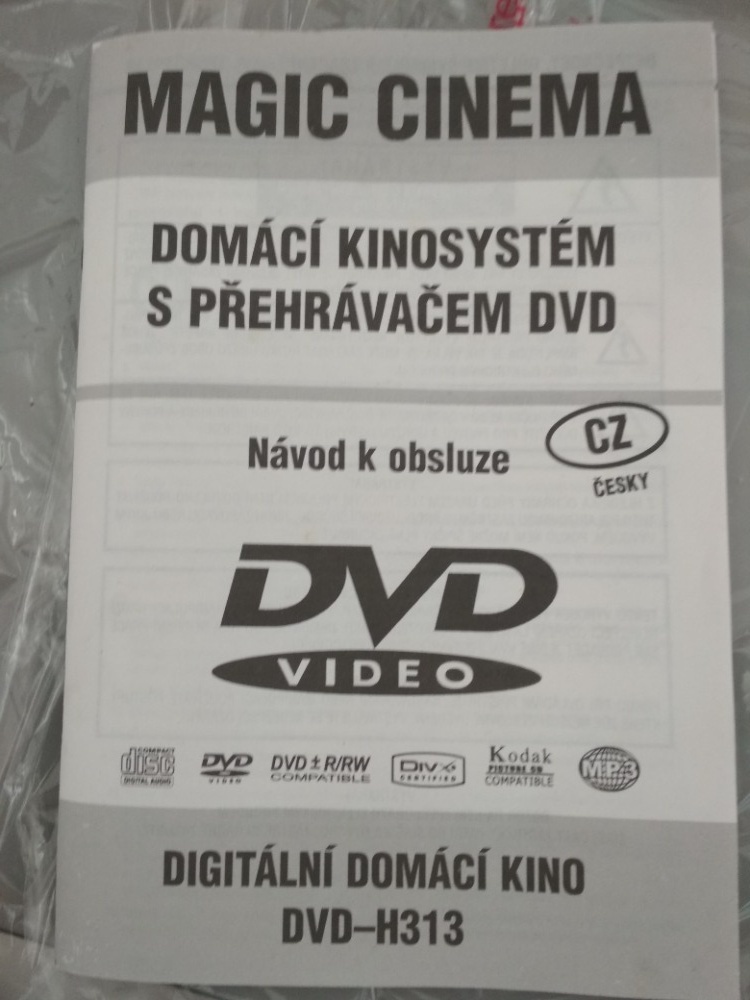 MAGIC CINEMA
DOMÁCÍ KINOSYSTÉM
S PŘEHRÁVAČEM DVD
Návod k obsluze
CZ
ČESKY
DVD
VIDEO
COMPACT
disc
DIGITAL AUDIO
DVD
VIDEO
DVD±R/RW
COMPATIBLE
DivX
CERTIFIED
Kodak
PICTURE CD
COMPATIBLE
MP3
DIGITÁLNÍ DOMÁCÍ KINO
DVD–H313